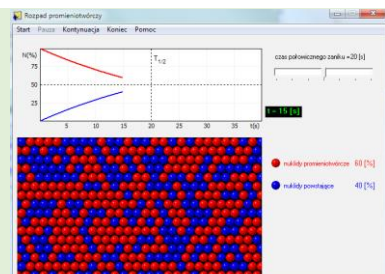 Rozpad promieniotwórczy
Start Pauza Kontynuacja Koniec Pomoc
N(%)
75
50
25
T1/2
5 10 15 20 25 30 35 t(s)
czas połowicznego zaniku =20 [s]
t = 15 [s]
nuklidy promieniotwórcze 60 [%]
nuklidy powstające 40 [%]